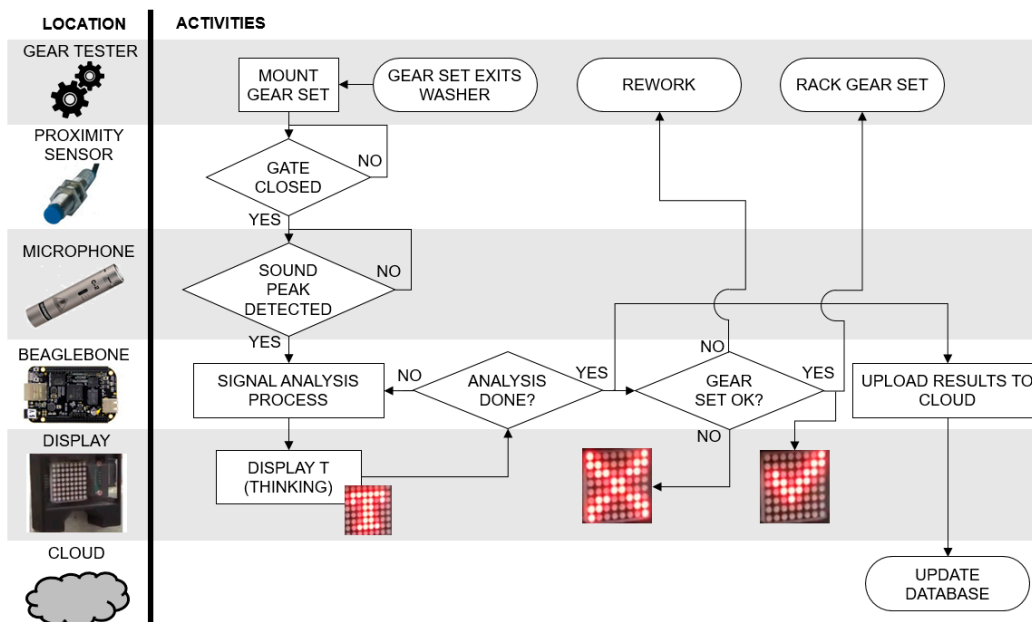 LOCATION
ACTIVITIES
GEAR TESTER
MOUNT
GEAR SET
GEAR SET EXITS
WASHER
REWORK
RACK GEAR SET
PROXIMITY
SENSOR
GATE
CLOSED
NO
YES
MICROPHONE
SOUND
PEAK
DETECTED
NO
YES
BEAGLEBONE
SIGNAL ANALYSIS
PROCESS
NO
ANALYSIS
DONE?
YES
NO
GEAR
SET OK?
YES
NO
UPLOAD RESULTS TO
CLOUD
DISPLAY
DISPLAY T
(THINKING)
T
X
CLOUD
UPDATE
DATABASE